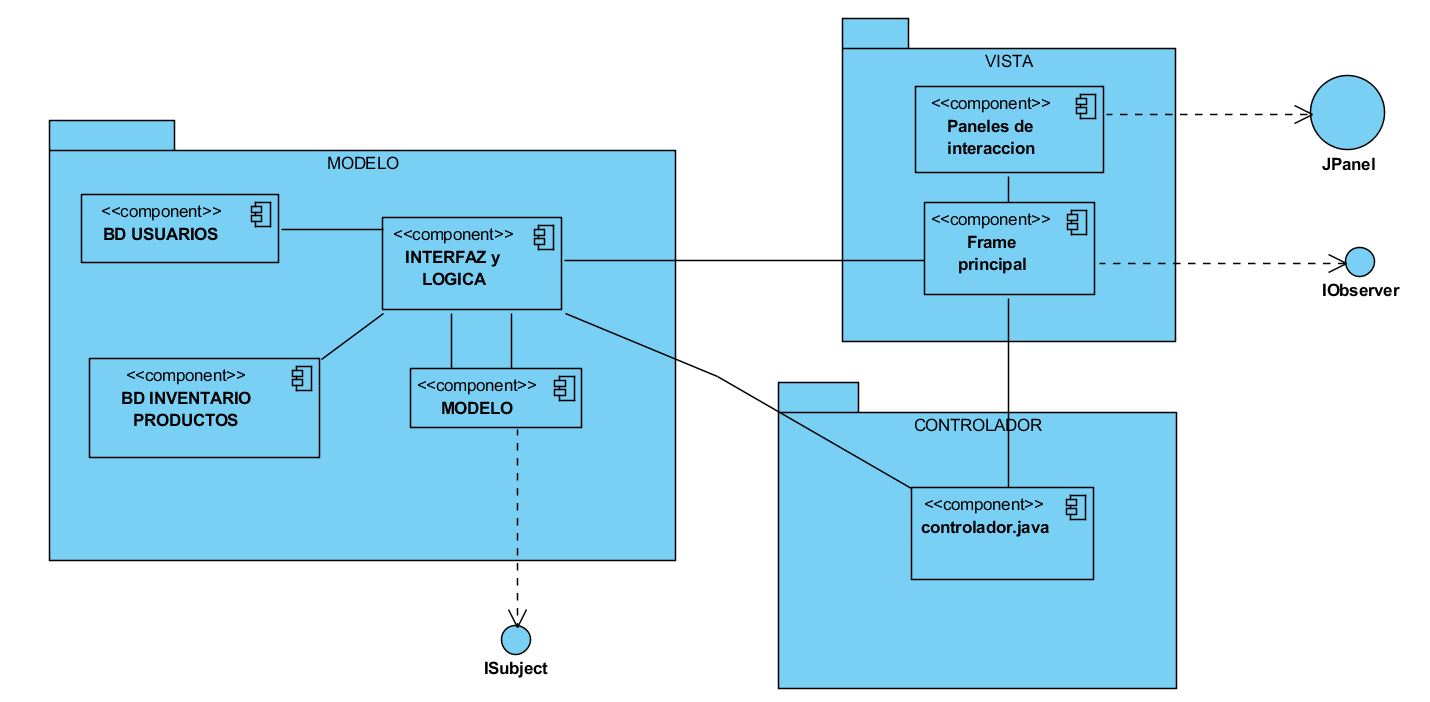 MODELO
<<component>>
BD USUARIOS
<<component>>
INTERFAZ y
LOGICA
<<component>>
BD INVENTARIO
PRODUCTOS
<<component>>
MODELO
ISubject
VISTA
<<component>>
Paneles de
interaccion
<<component>>
Frame
principal
JPanel
IObserver
CONTROLADOR
<<component>>
controlador.java